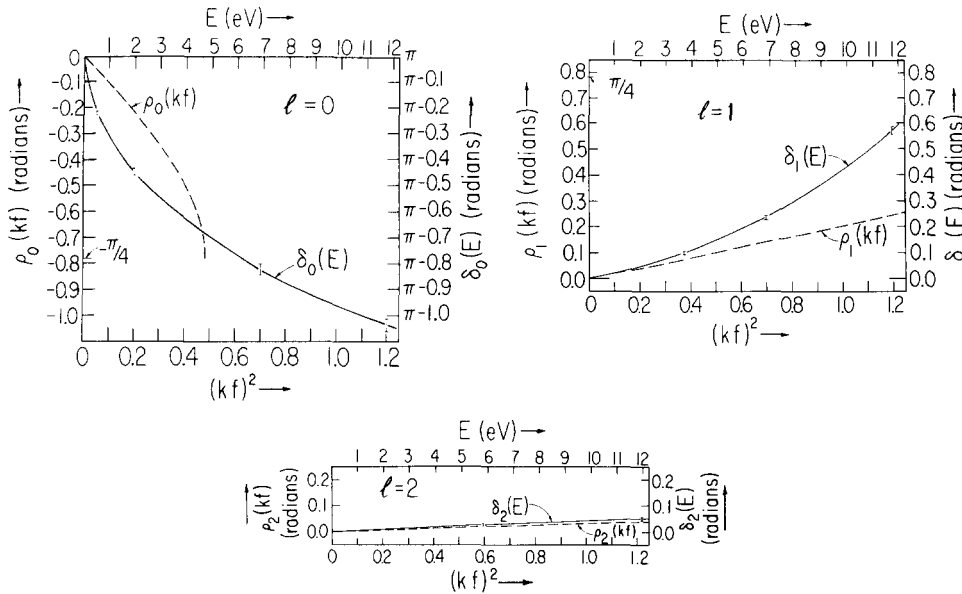 E (eV) →
0 1 2 3 4 5 6 7 8 9 10 11 12
ρ₀(kf) (radians) →
0
-0.1
-0.2
-0.3
-0.4
-0.5
-0.6
-0.7
-π/4
-0.8
-0.9
-1.0
ρ₀(kf)
ℓ=0
δ₀(E)
π
π-0.1
π-0.2
π-0.3
π-0.4
π-0.5
π-0.6
π-0.7
π-0.8
π-0.9
π-1.0
δ₀(E) (radians) →
0 0.2 0.4 0.6 0.8 1.0 1.2
(kf)² →
E (eV) →
1 2 3 4 5 6 7 8 9 10 11 12
ρ₁(kf) (radians) →
0.8
π/4
0.7
0.6
0.5
0.4
0.3
0.2
0.1
0.0
ℓ=1
δ₁(E)
ρ₁(kf)
0.8
0.7
0.6
0.5
0.4
0.3
0.2
0.1
0.0
(E) (radians) →
0 0.2 0.4 0.6 0.8 1.0 1.2
(kf)² →
E (eV) →
1 2 3 4 5 6 7 8 9 10 11 12
ρ₂(kf)
(radians)
0.2
0.1
0.0
ℓ=2
δ₂(E)
ρ₂(kf)
0.2
0.1
0.0
δ₂(E)
(radians)
0 0.2 0.4 0.6 0.8 1.0 1.2
(kf)² →